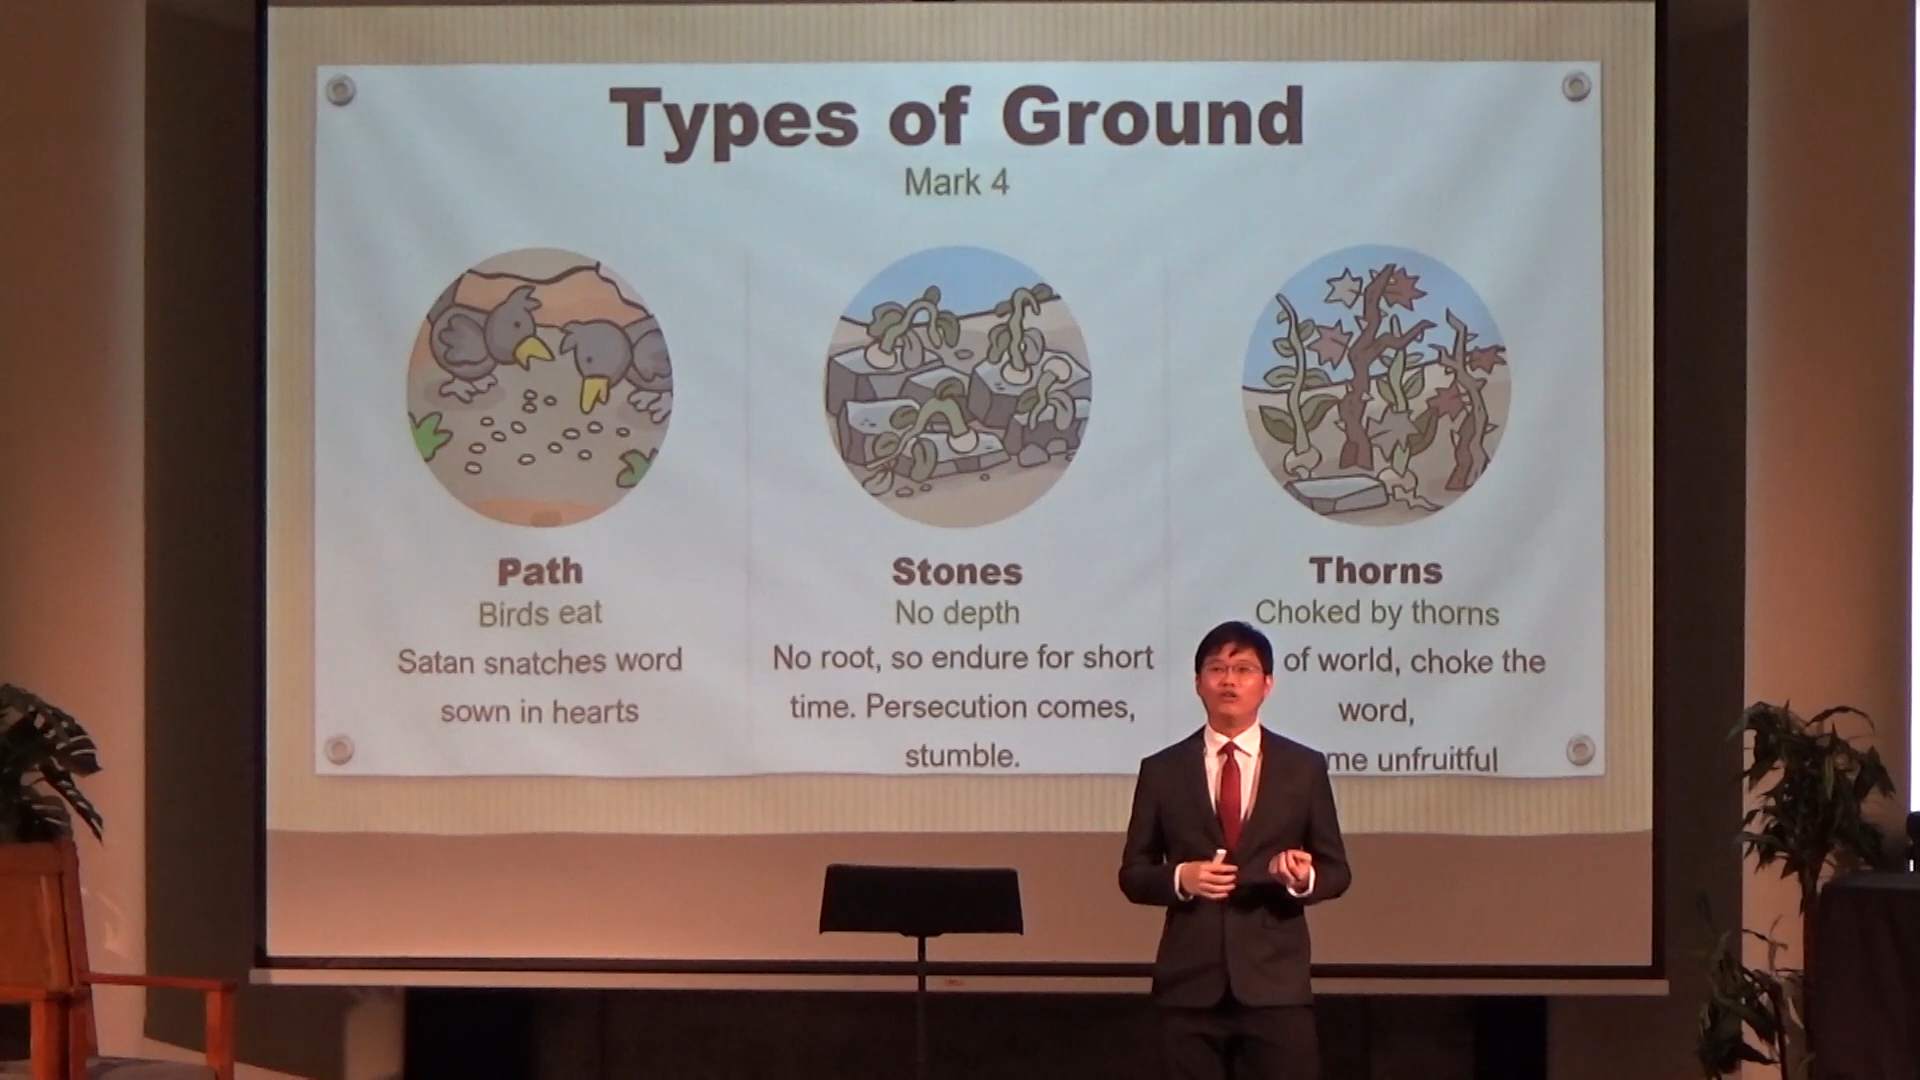 Types of Ground
Mark 4
Path
Birds eat
Satan snatches word
sown in hearts
Stones
No depth
No root, so endure for short
time. Persecution comes,
stumble.
Thorns
Choked by thorns
of world, choke the
word,
me unfruitful